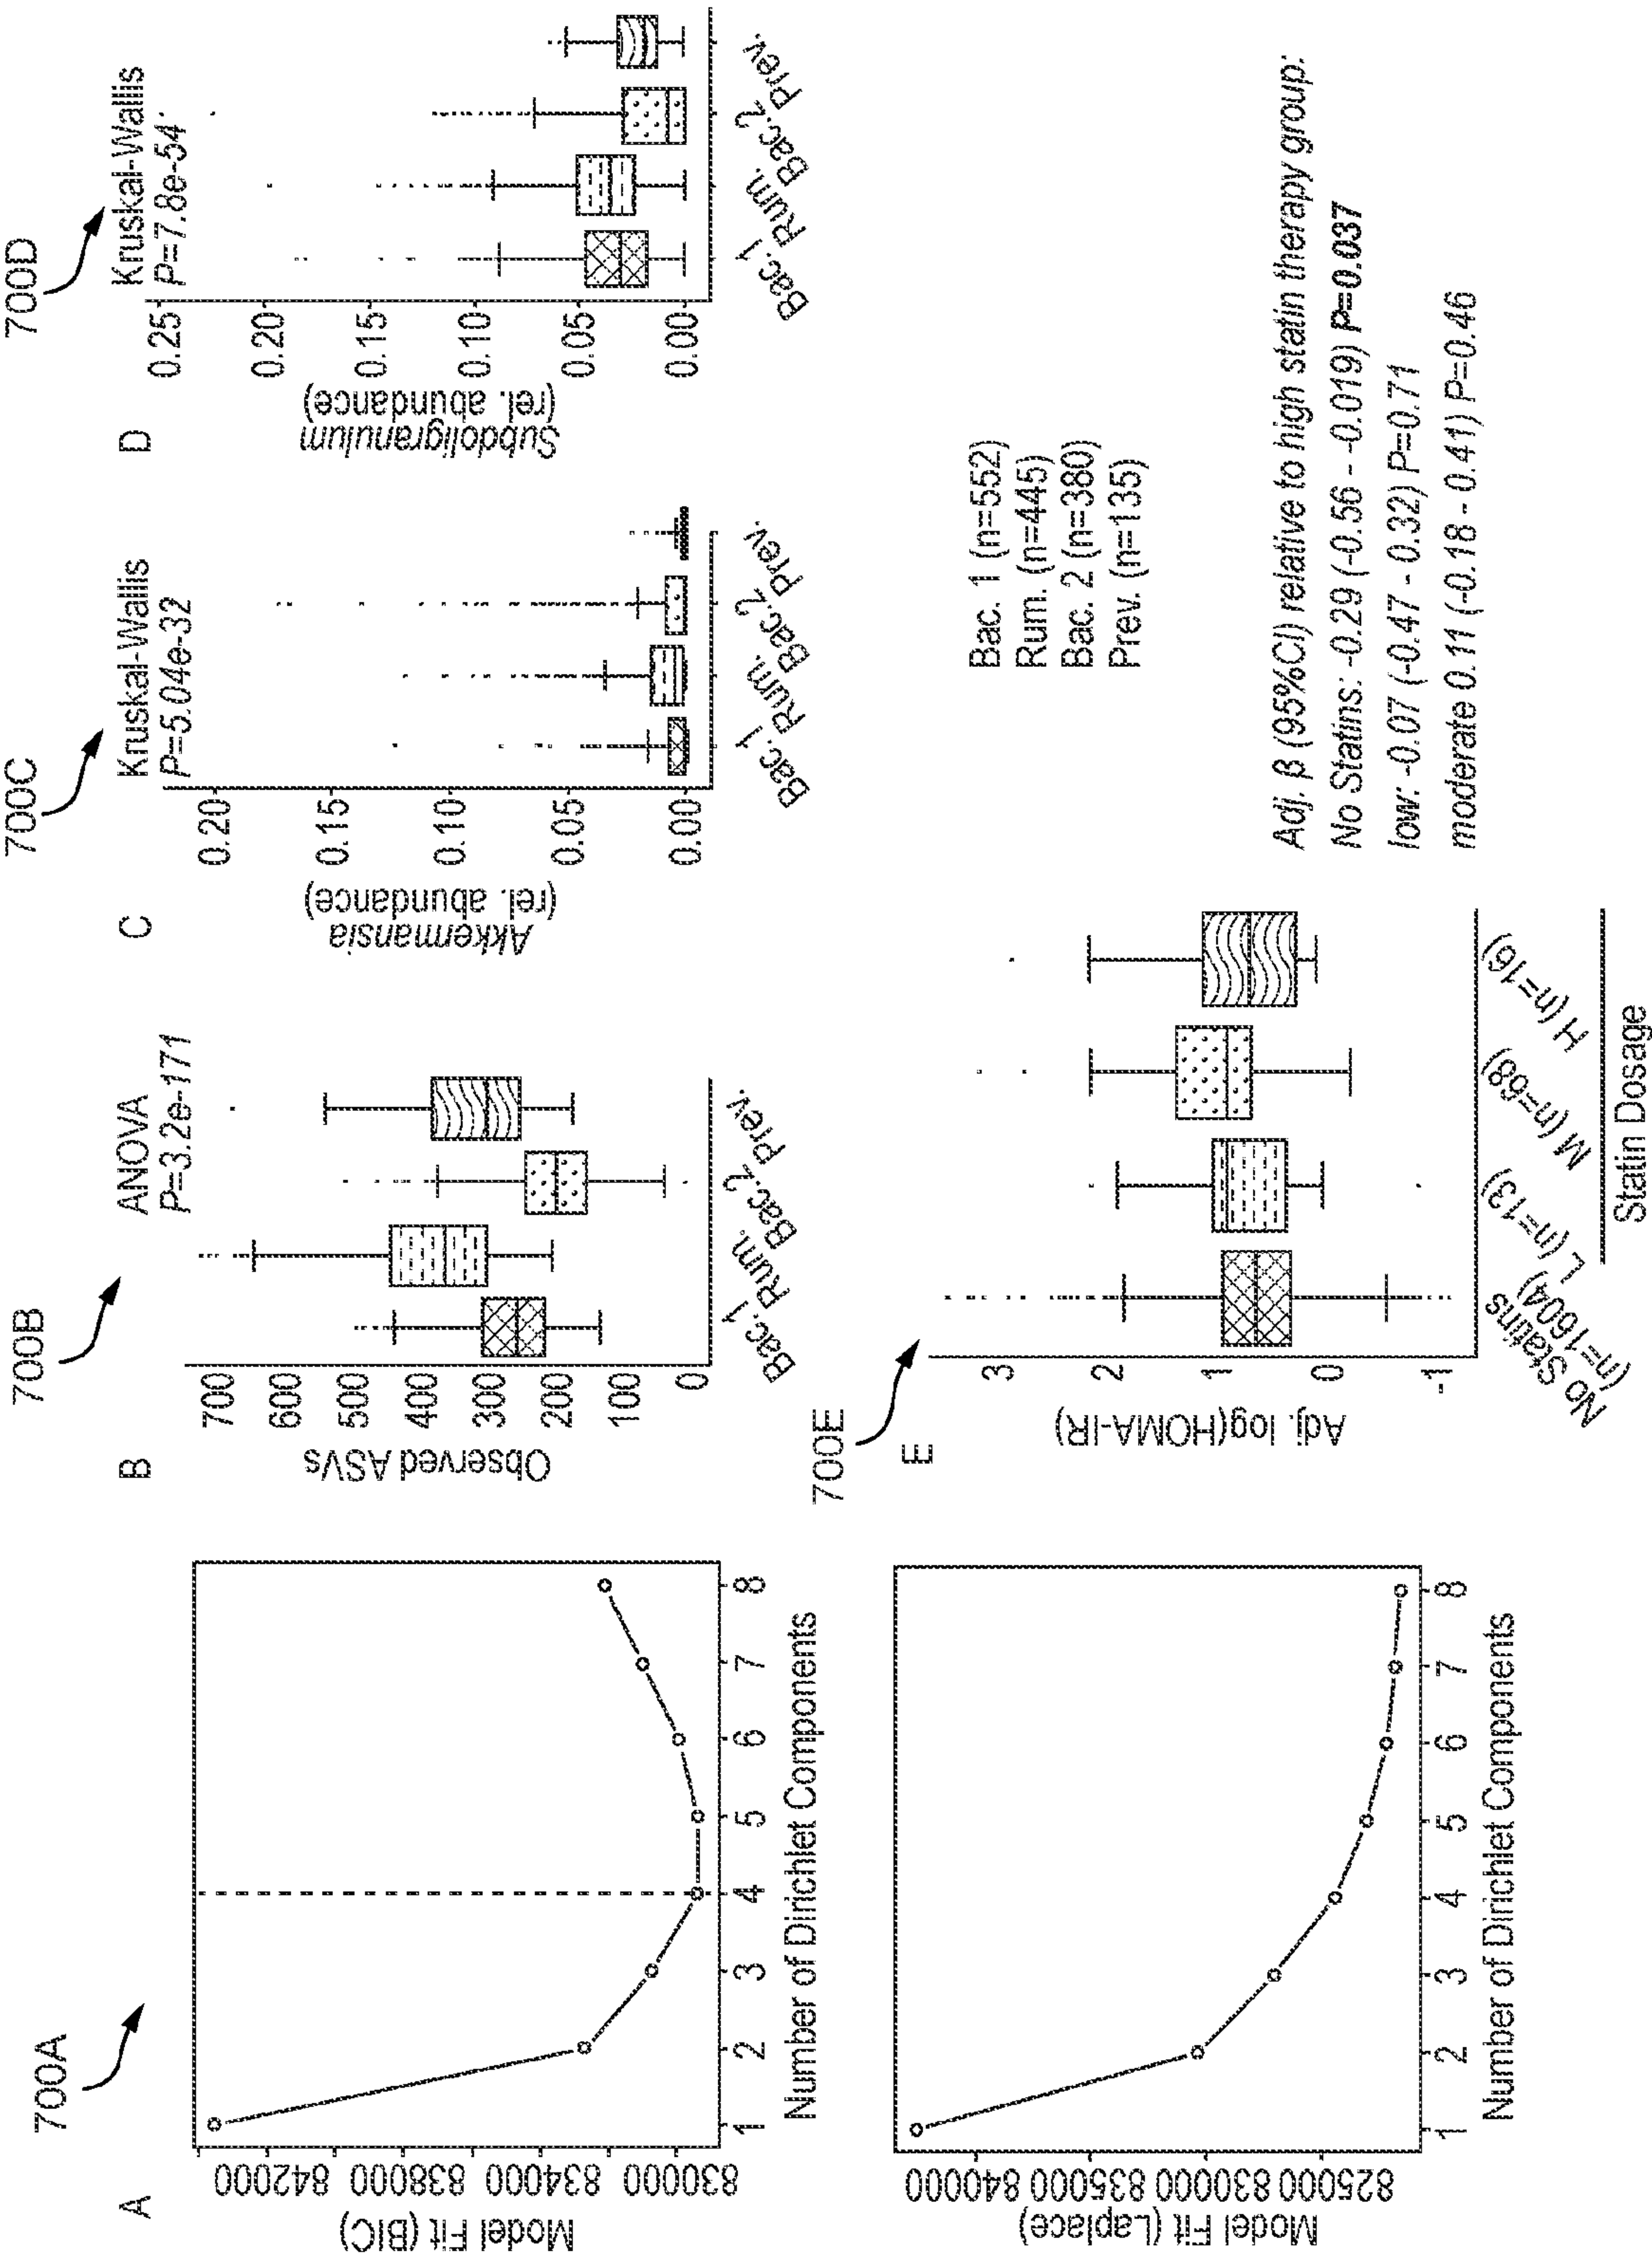 700A
A
Model Fit (BIC)
842000
838000
834000
830000
1 2 3 4 5 6 7 8
Number of Dirichlet Components
Model Fit (Laplace)
840000
835000
830000
825000
1 2 3 4 5 6 7 8
Number of Dirichlet Components
700B
B
ANOVA
P=3.2e-171
Observed ASVs
700
600
500
400
300
200
100
0
Bac.1 Rum. Bac.2 Prev.
700C
C
Kruskal-Wallis
P=5.04e-32
Akkermansia
(rel. abundance)
0.20
0.15
0.10
0.05
0.00
Bac.1 Rum. Bac.2 Prev.
700D
D
Kruskal-Wallis
P=7.8e-54
Subdoligranulum
(rel. abundance)
0.25
0.20
0.15
0.10
0.05
0.00
Bac.1 Rum. Bac.2 Prev.
700E
E
Adj. log(HOMA-IR)
3
2
1
0
-1
No Statins
(n=1604)
L (n=13)
M (n=68)
H (n=16)
Statin Dosage
Bac. 1 (n=552)
Rum. (n=445)
Bac. 2 (n=380)
Prev. (n=135)
Adj. β (95%CI) relative to high statin therapy group:
No Statins: -0.29 (-0.56 - -0.019) P=0.037
low: -0.07 (-0.47 - 0.32) P=0.71
moderate 0.11 (-0.18 - 0.41) P=0.46